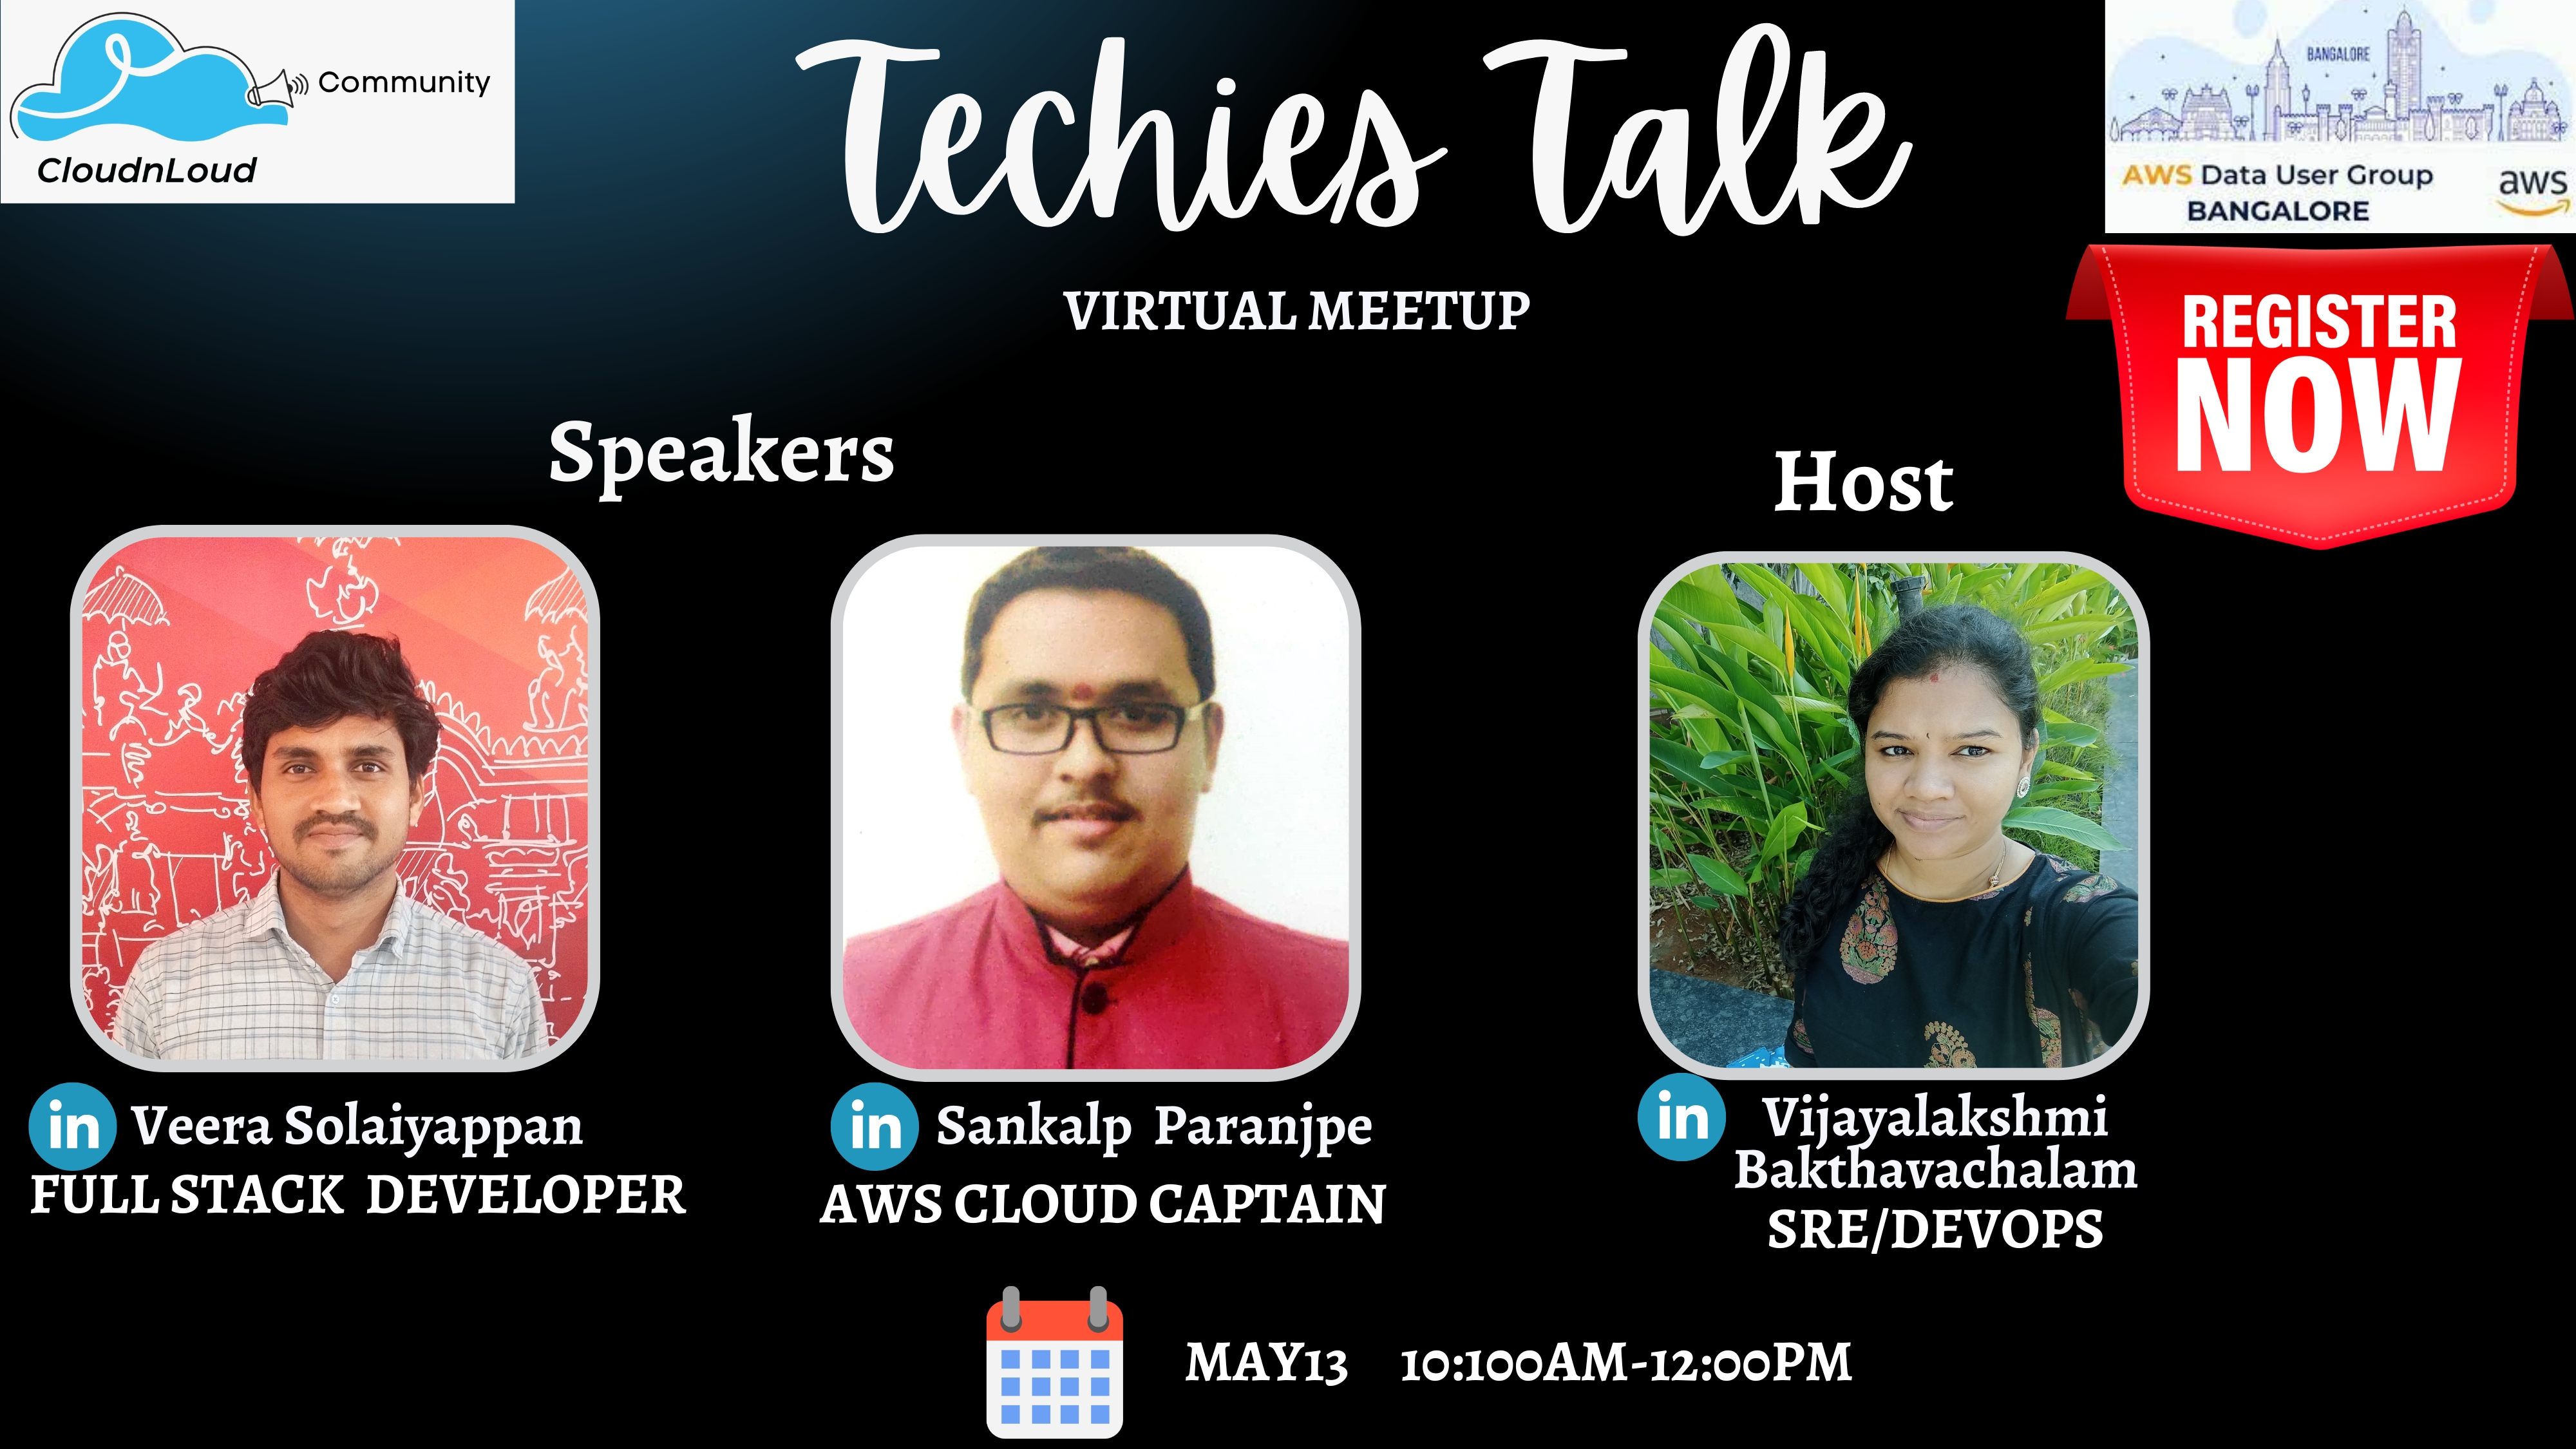 Community
CloudnLoud
Techies Talk
VIRTUAL MEETUP
BANGALORE
AWS Data User Group
BANGALORE
aws
REGISTER
NOW
Speakers
Host
in Veera Solaiyappan
FULL STACK DEVELOPER
in Sankalp Paranjpe
AWS CLOUD CAPTAIN
in Vijayalakshmi
Bakthavachalam
SRE/DEVOPS
MAY13 10:100AM-12:00PM